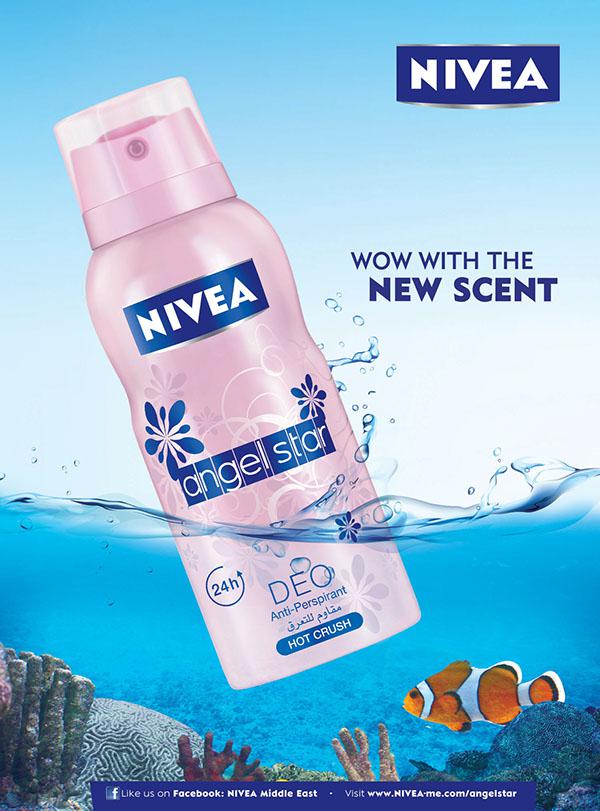 NIVEA
WOW WITH THE
NEW SCENT
NIVEA
angel star
24h
DEO
Anti-Perspirant
مقاوم للتعرق
HOT CRUSH
Like us on Facebook: NIVEA Middle East • Visit www.NIVEA-me.com/angelstar